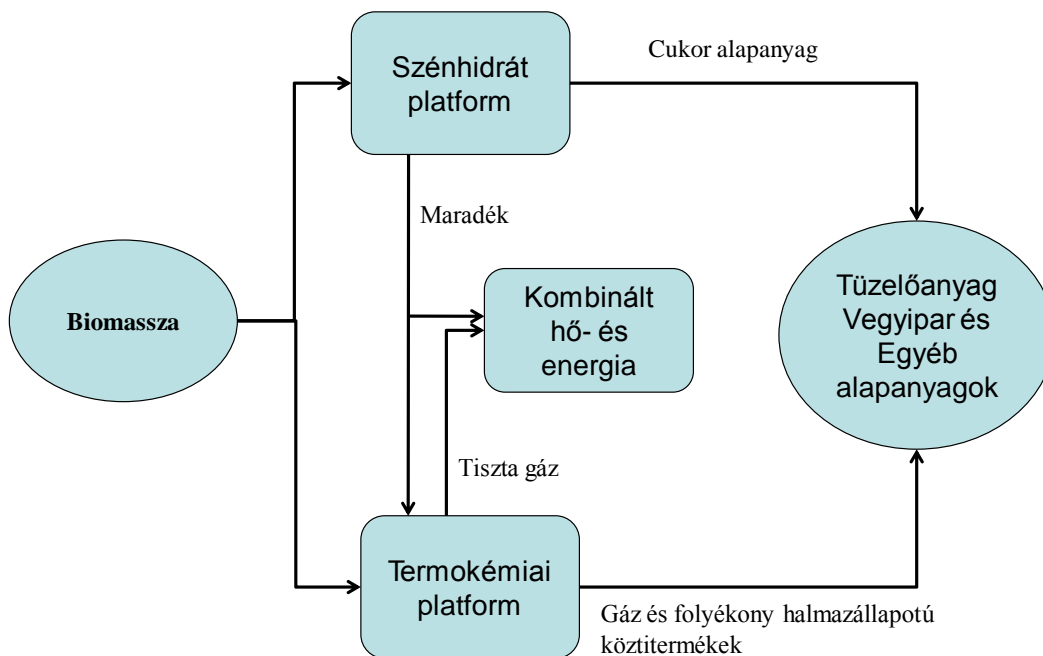 Cukor alapanyag
Szénhidrát
platform
Maradék
Biomassza
Kombinált
hő- és
energia
Tüzelőanyag
Vegyipar és
Egyéb
alapanyagok
Tiszta gáz
Termokémiai
platform
Gáz és folyékony halmazállapotú
köztitermékek